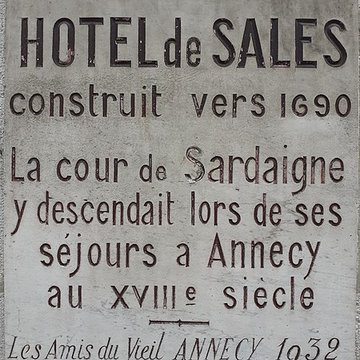 HOTEL de SALES
construit vers 1690
La cour de Sardaigne
y descendait lors de ses
séjours a Annecy
au XVIIIe siècle
Les Amis du Vieil ANNECY 1932